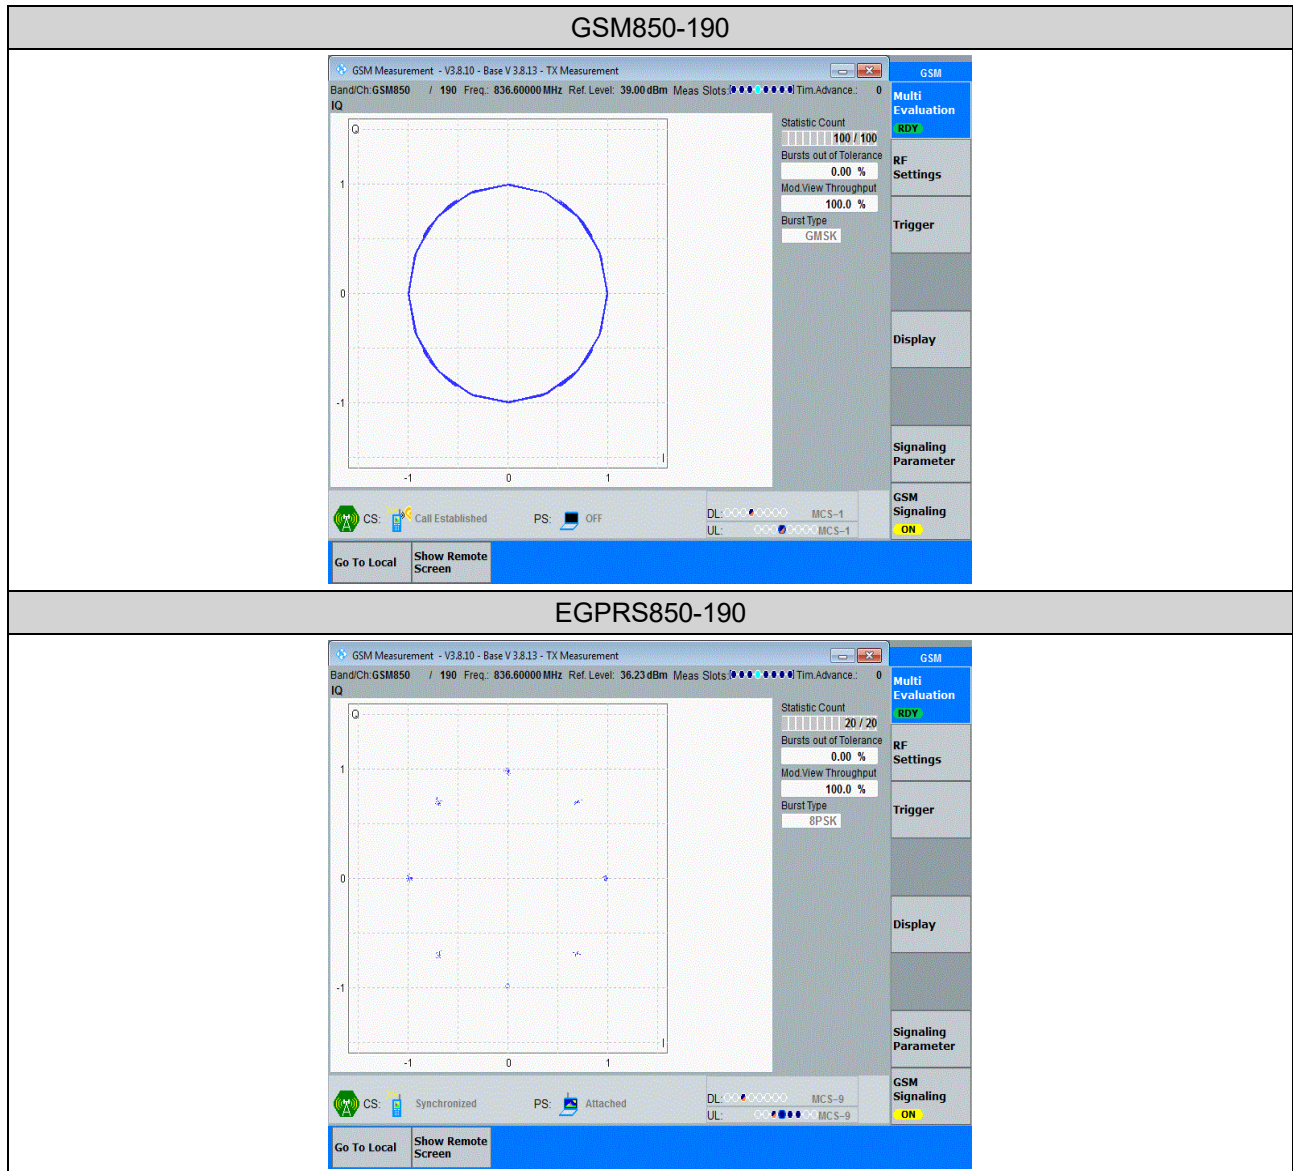 GSM850-190
GSM Measurement - V3.8.10 - Base V 3.8.13 - TX Measurement
GSM
Band/Ch: GSM850 / 190 Freq.: 836.60000 MHz Ref. Level: 39.00 dBm Meas Slots: Tim.Advance.: 0
IQ
Multi
Evaluation
RDY
Statistic Count
100 / 100
Bursts out of Tolerance
0.00 %
Mod.View Throughput
100.0 %
Burst Type
GMSK
RF
Settings
Trigger
Display
Signaling
Parameter
GSM
Signaling
ON
Q
1
0
-1
I
-1 0 1
CS: Call Established PS: OFF
DL: MCS-1
UL: MCS-1
Go To Local
Show Remote
Screen
EGPRS850-190
GSM Measurement - V3.8.10 - Base V 3.8.13 - TX Measurement
GSM
Band/Ch: GSM850 / 190 Freq.: 836.60000 MHz Ref. Level: 36.23 dBm Meas Slots: Tim.Advance.: 0
IQ
Multi
Evaluation
RDY
Statistic Count
20 / 20
Bursts out of Tolerance
0.00 %
Mod.View Throughput
100.0 %
Burst Type
8PSK
RF
Settings
Trigger
Display
Signaling
Parameter
GSM
Signaling
ON
Q
1
0
-1
I
-1 0 1
CS: Synchronized PS: Attached
DL: MCS-9
UL: MCS-9
Go To Local
Show Remote
Screen